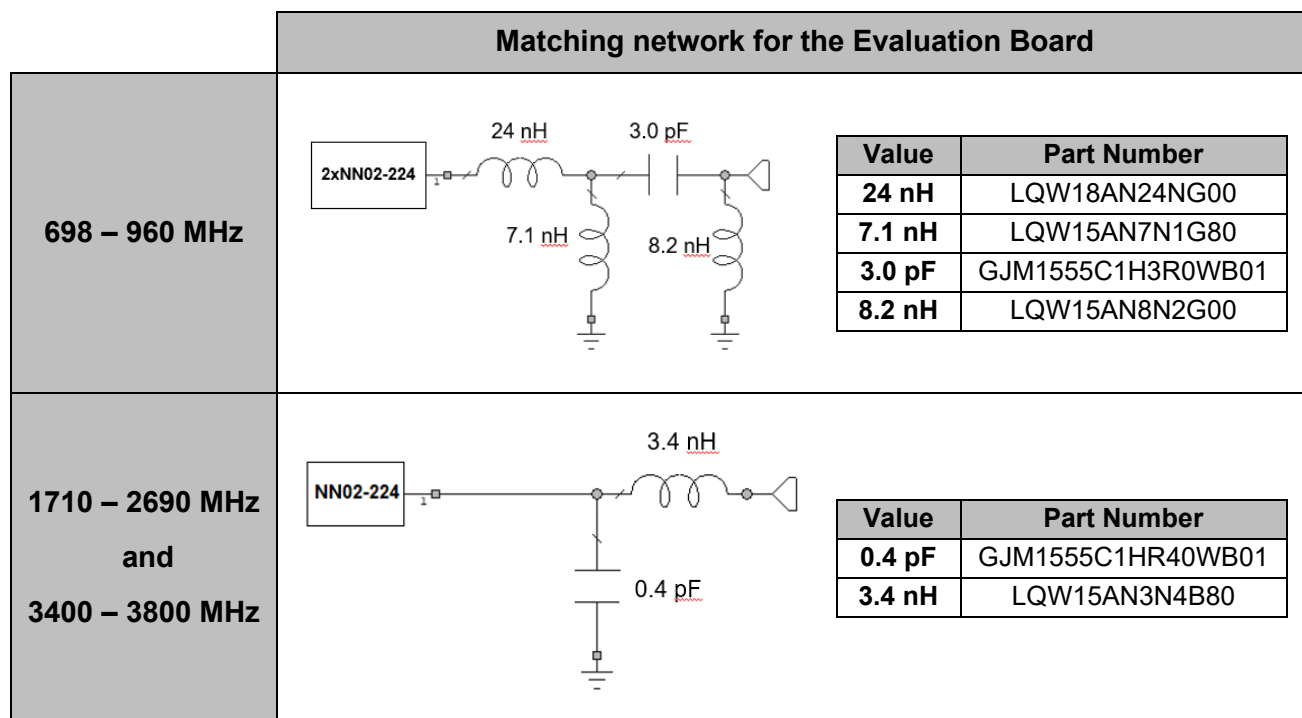 Matching network for the Evaluation Board
698 – 960 MHz
24 nH
3.0 pF
2xNN02-224
1
7.1 nH
8.2 nH
Value Part Number
24 nH LQW18AN24NG00
7.1 nH LQW15AN7N1G80
3.0 pF GJM1555C1H3R0WB01
8.2 nH LQW15AN8N2G00
1710 – 2690 MHz
and
3400 – 3800 MHz
3.4 nH
NN02-224
1
0.4 pF
Value Part Number
0.4 pF GJM1555C1HR40WB01
3.4 nH LQW15AN3N4B80